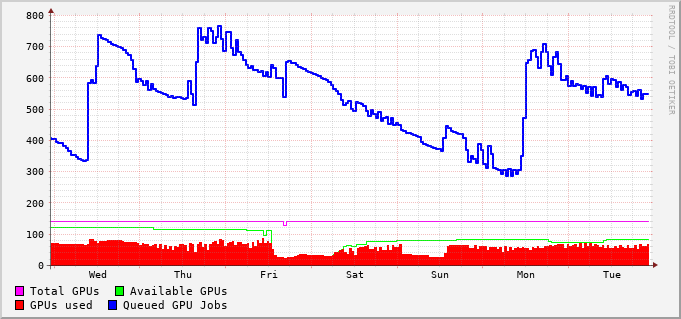 800
700
600
500
400
300
200
100
0
Wed Thu Fri Sat Sun Mon Tue
Total GPUs Available GPUs
GPUs used Queued GPU Jobs
RRDTOOL / TOBI OETIKER